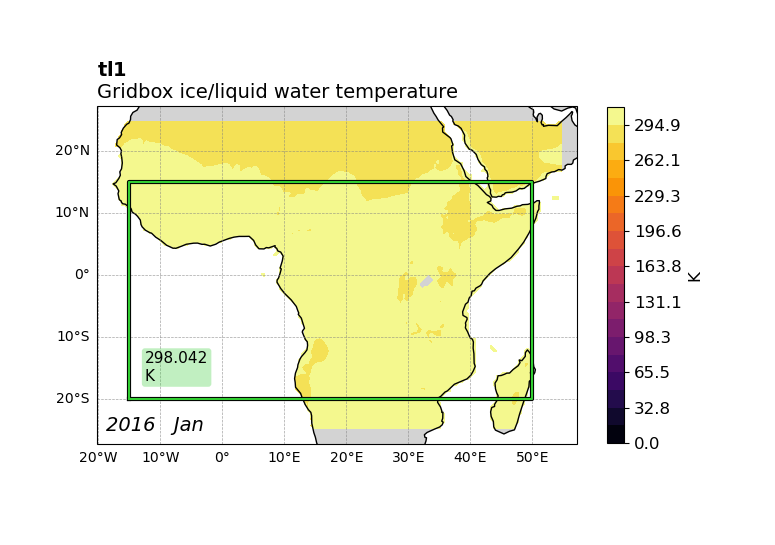 tl1
Gridbox ice/liquid water temperature
20°N
10°N
0°
10°S
20°S
20°W 10°W 0° 10°E 20°E 30°E 40°E 50°E
298.042
K
2016 Jan
294.9
262.1
229.3
196.6
163.8
131.1
98.3
65.5
32.8
0.0
K